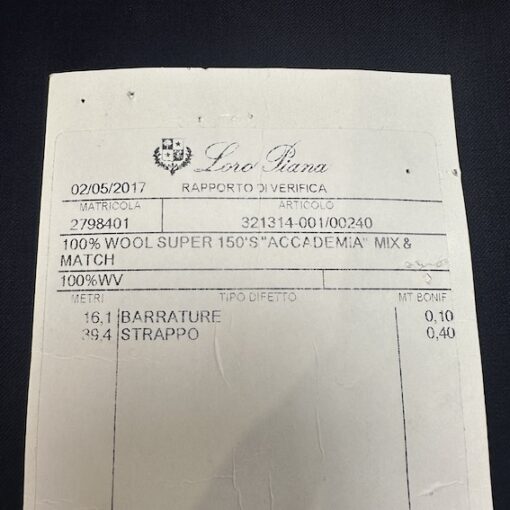 Loro Piana
02/05/2017 RAPPORTO DI VERIFICA
MATRICOLA ARTICOLO
2798401 321314-001/00240
100% WOOL SUPER 150'S "ACCADEMIA" MIX &
MATCH
100%WV
METRI TIPO DIFETTO MT.BONIF.
16,1 BARRATURE 0,10
39,4 STRAPPO 0,40